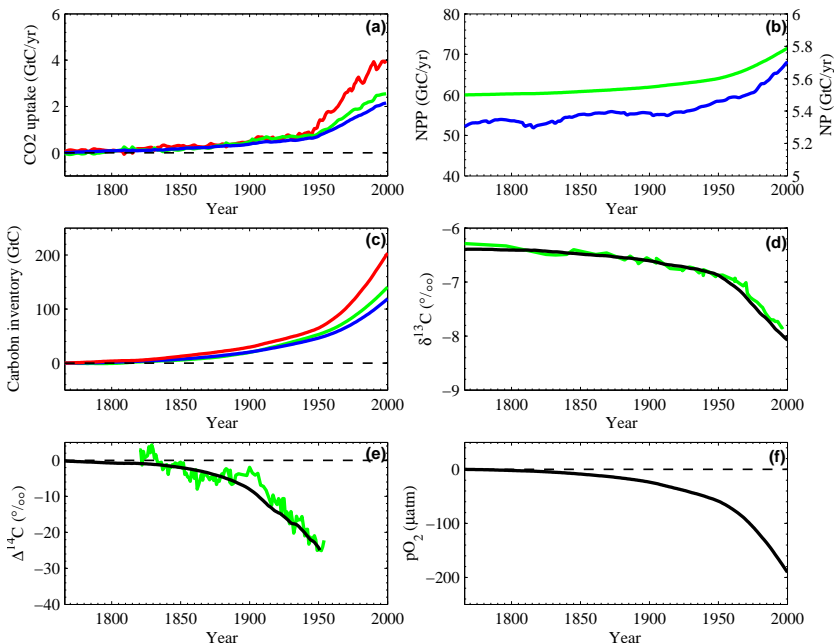 (a)
CO2 uptake (GtC/yr)
6
4
2
0
1800 1850 1900 1950 2000
Year
(b)
NPP (GtC/yr)
80
70
60
50
40
6
5.8
5.6
5.4
5.2
5
NP (GtC/yr)
1800 1850 1900 1950 2000
Year
(c)
Carbobn inventory (GtC)
200
100
0
1800 1850 1900 1950 2000
Year
(d)
δ¹³C (°/oo)
−6
−7
−8
−9
1800 1850 1900 1950 2000
Year
(e)
Δ¹⁴C (°/oo)
0
−10
−20
−30
−40
1800 1850 1900 1950 2000
Year
(f)
pO₂ (μatm)
0
−100
−200
1800 1850 1900 1950 2000
Year